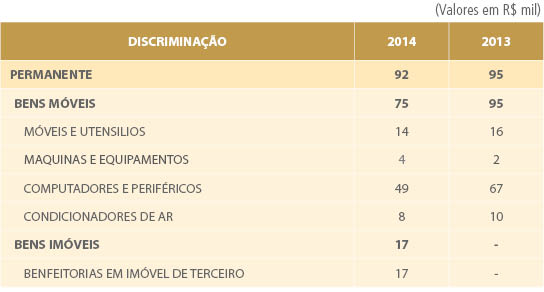 (Valores em R$ mil)
DISCRIMINAÇÃO 2014 2013
PERMANENTE 92 95
BENS MÓVEIS 75 95
MÓVEIS E UTENSILIOS 14 16
MAQUINAS E EQUIPAMENTOS 4 2
COMPUTADORES E PERIFÉRICOS 49 67
CONDICIONADORES DE AR 8 10
BENS IMÓVEIS 17 -
BENFEITORIAS EM IMÓVEL DE TERCEIRO 17 -